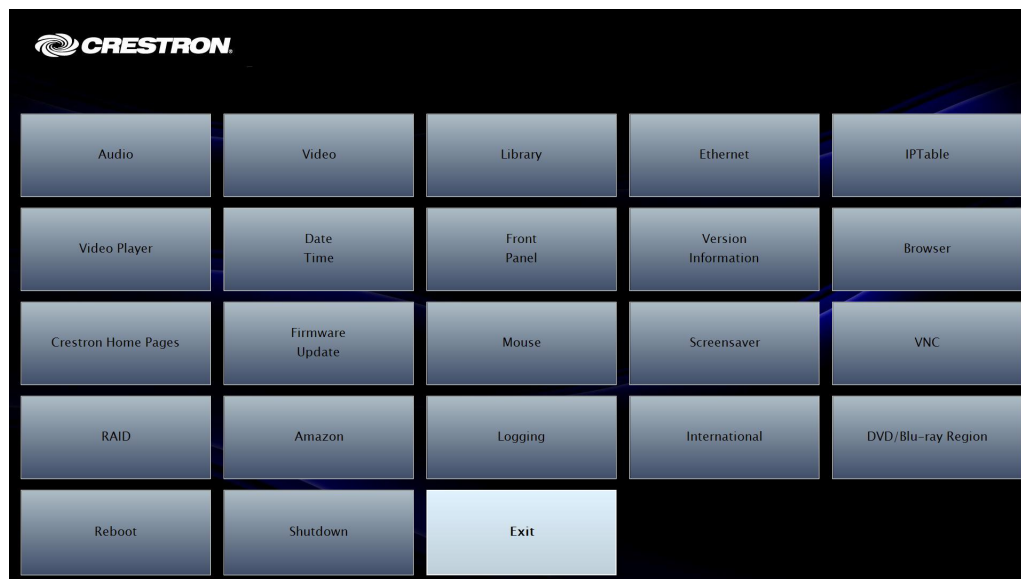 CRESTRON.
Audio
Video
Library
Ethernet
IPTable
Video Player
Date
Time
Front
Panel
Version
Information
Browser
Crestron Home Pages
Firmware
Update
Mouse
Screensaver
VNC
RAID
Amazon
Logging
International
DVD/Blu-ray Region
Reboot
Shutdown
Exit